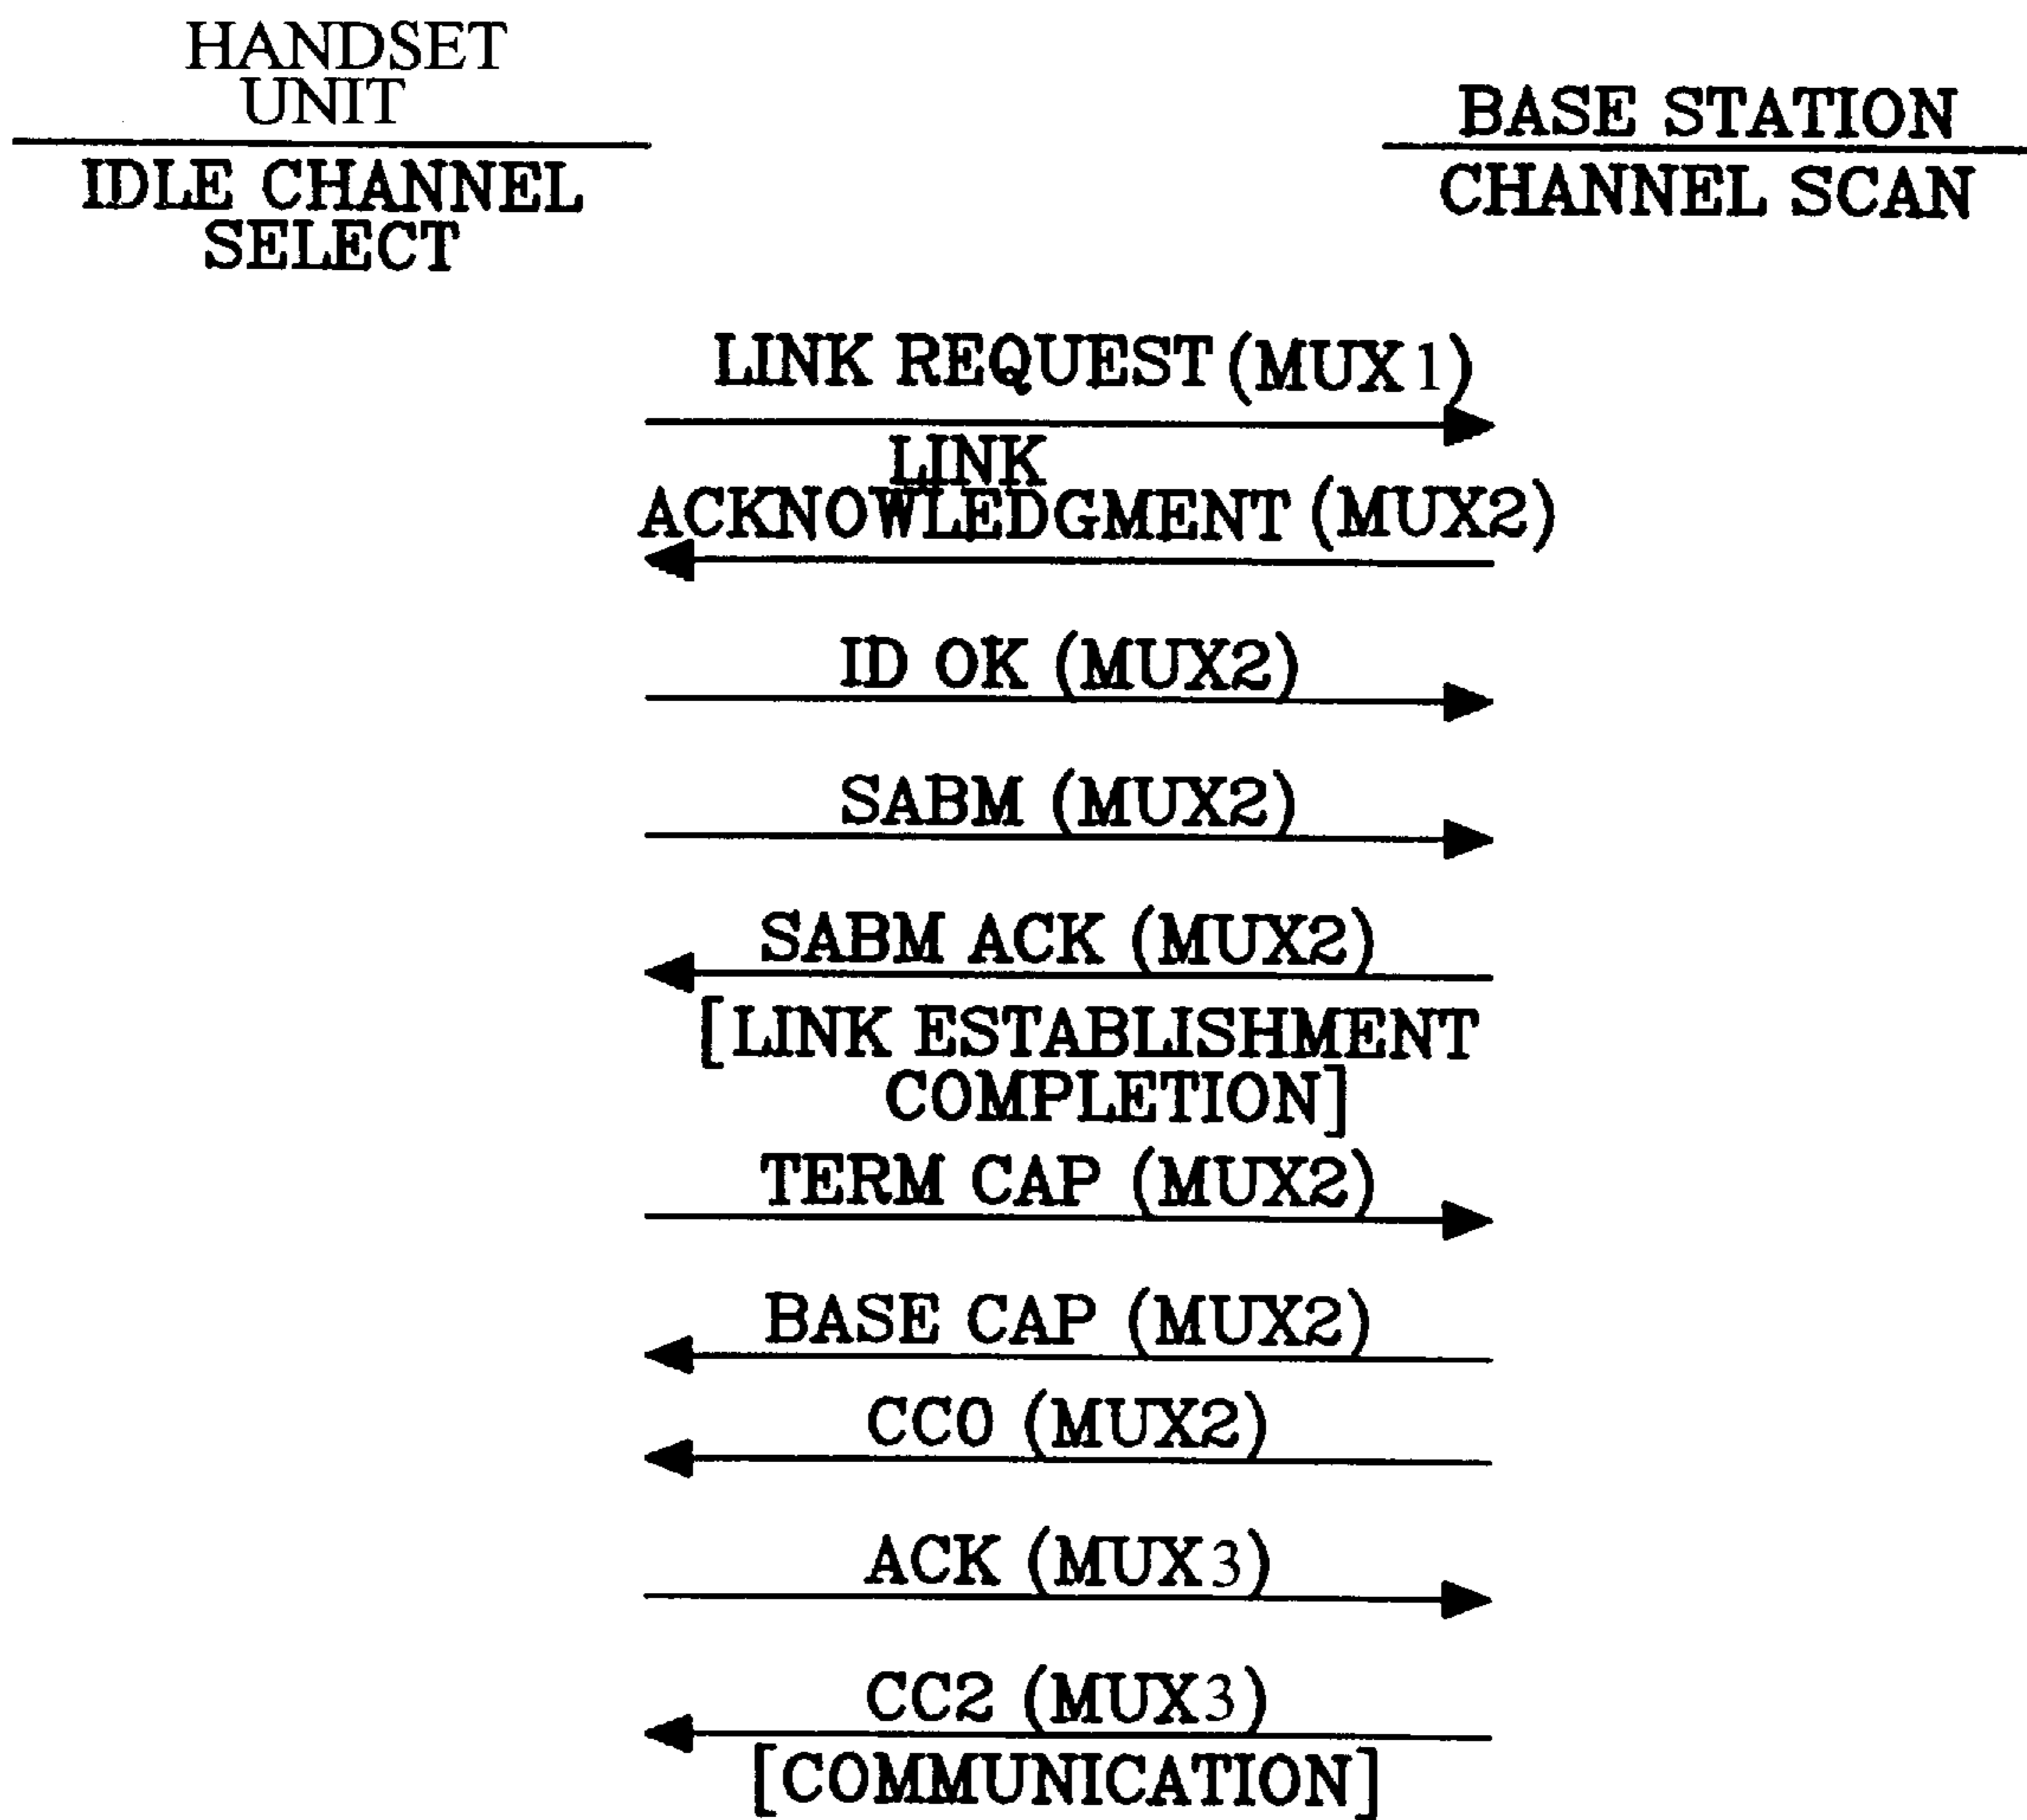 HANDSET
UNIT
BASE STATION
IDLE CHANNEL
SELECT
CHANNEL SCAN
LINK REQUEST (MUX1)
LINK
ACKNOWLEDGMENT (MUX2)
ID OK (MUX2)
SABM (MUX2)
SABM ACK (MUX2)
[LINK ESTABLISHMENT
COMPLETION]
TERM CAP (MUX2)
BASE CAP (MUX2)
CC0 (MUX2)
ACK (MUX3)
CC2 (MUX3)
[COMMUNICATION]